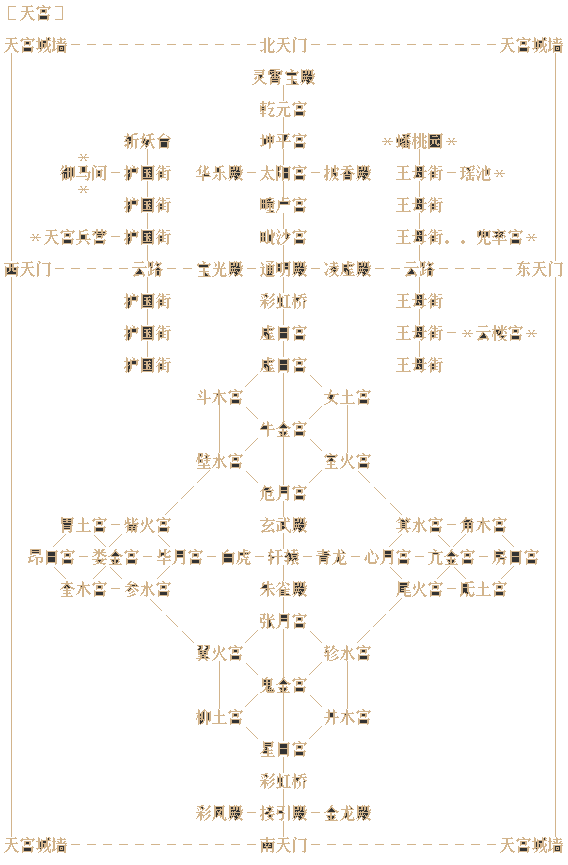 ［天宫］
天宫城墙－－－－－－－－－－－－北天门－－－－－－－－－－－－天宫城墙
灵霄宝殿
乾元宫
斩妖台 坤平宫 ＊蟠桃园＊
＊
御马间－护国街 华乐殿－太阳宫－披香殿 王母街－瑶池＊
＊
护国街 瞳广宫 王母街
＊天宫兵营－护国街 毗沙宫 王母街．．兜率宫＊
西天门－－－－－云路－－宝光殿－通明殿－凌虚殿－－云路－－－－－东天门
护国街 彩虹桥 王母街
护国街 虚日宫 王母街－＊云楼宫＊
护国街 虚日宫 王母街
斗木宫 女土宫
牛金宫
壁水宫 室火宫
危月宫
胃土宫－觜火宫 玄武殿 箕水宫－角木宫
昂日宫－娄金宫－毕月宫－白虎－轩辕－青龙－心月宫－亢金宫－房日宫
奎木宫－参水宫 朱雀殿 尾火宫－氐土宫
张月宫
翼火宫 轸水宫
鬼金宫
柳土宫 井木宫
星日宫
彩虹桥
彩凤殿－接引殿－金龙殿
天宫城墙－－－－－－－－－－－－南天门－－－－－－－－－－－－天宫城墙